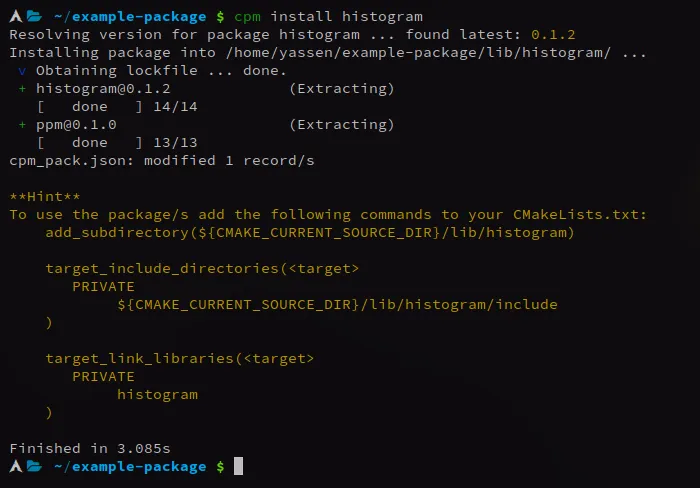 ~/example-package $ cpm install histogram
Resolving version for package histogram ... found latest: 0.1.2
Installing package into /home/yassen/example-package/lib/histogram/ ...
v Obtaining lockfile ... done.
+ histogram@0.1.2 (Extracting)
[ done ] 14/14
+ ppm@0.1.0 (Extracting)
[ done ] 13/13
cpm_pack.json: modified 1 record/s
**Hint**
To use the package/s add the following commands to your CMakeLists.txt:
add_subdirectory(${CMAKE_CURRENT_SOURCE_DIR}/lib/histogram)
target_include_directories(<target>
PRIVATE
${CMAKE_CURRENT_SOURCE_DIR}/lib/histogram/include
)
target_link_libraries(<target>
PRIVATE
histogram
)
Finished in 3.085s
~/example-package $